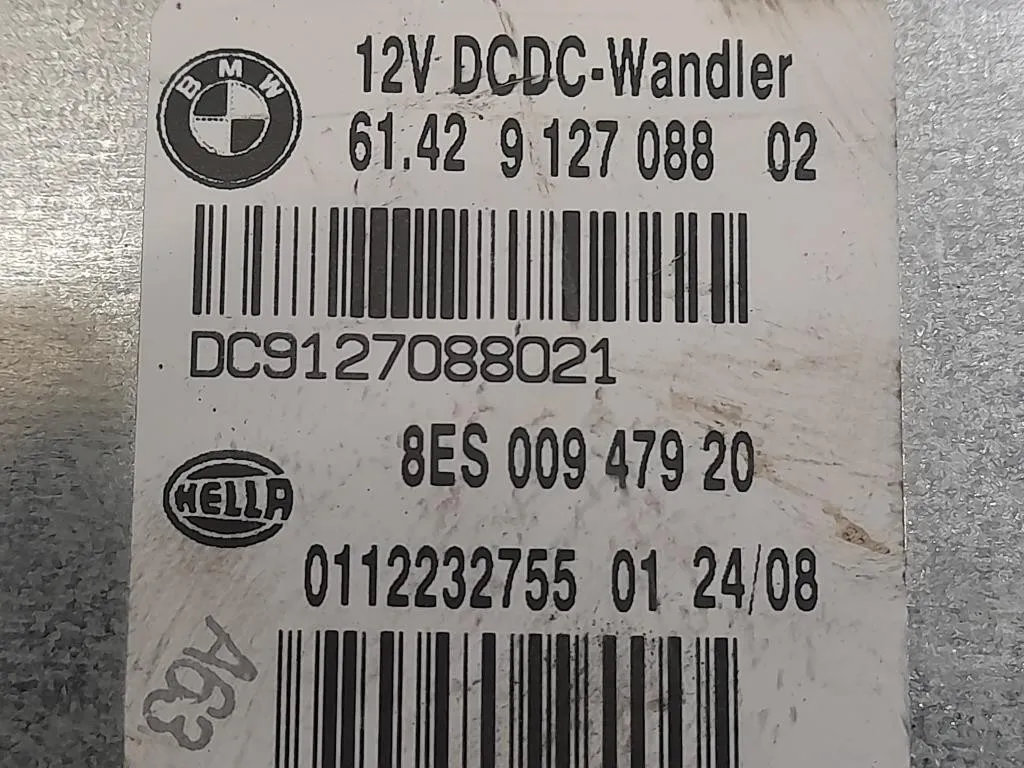 BMW
12V DCDC-Wandler
61.42 9 127 088 02
DC9127088021
8ES 009 479 20
HELLA
0112232755 01 24/08
A63